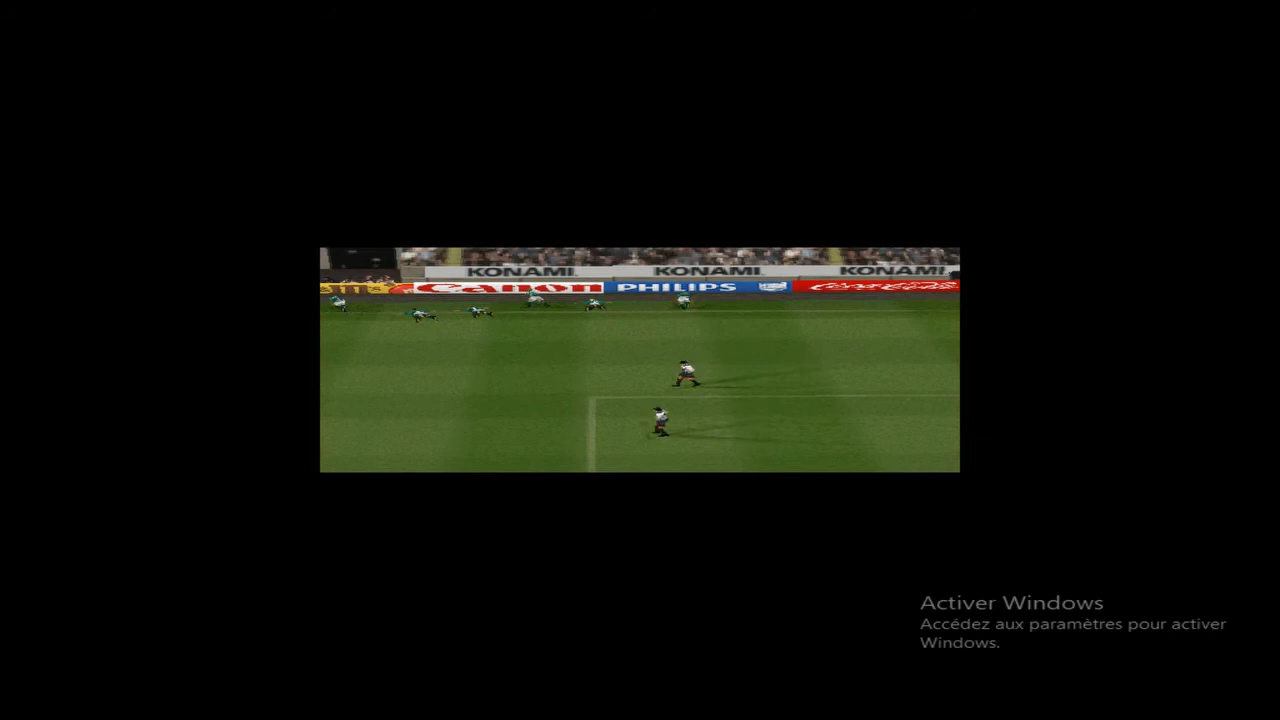 KONAMI KONAMI KONAMI
Canon PHILIPS Coca-Cola
Activer Windows
Accédez aux paramètres pour activer
Windows.